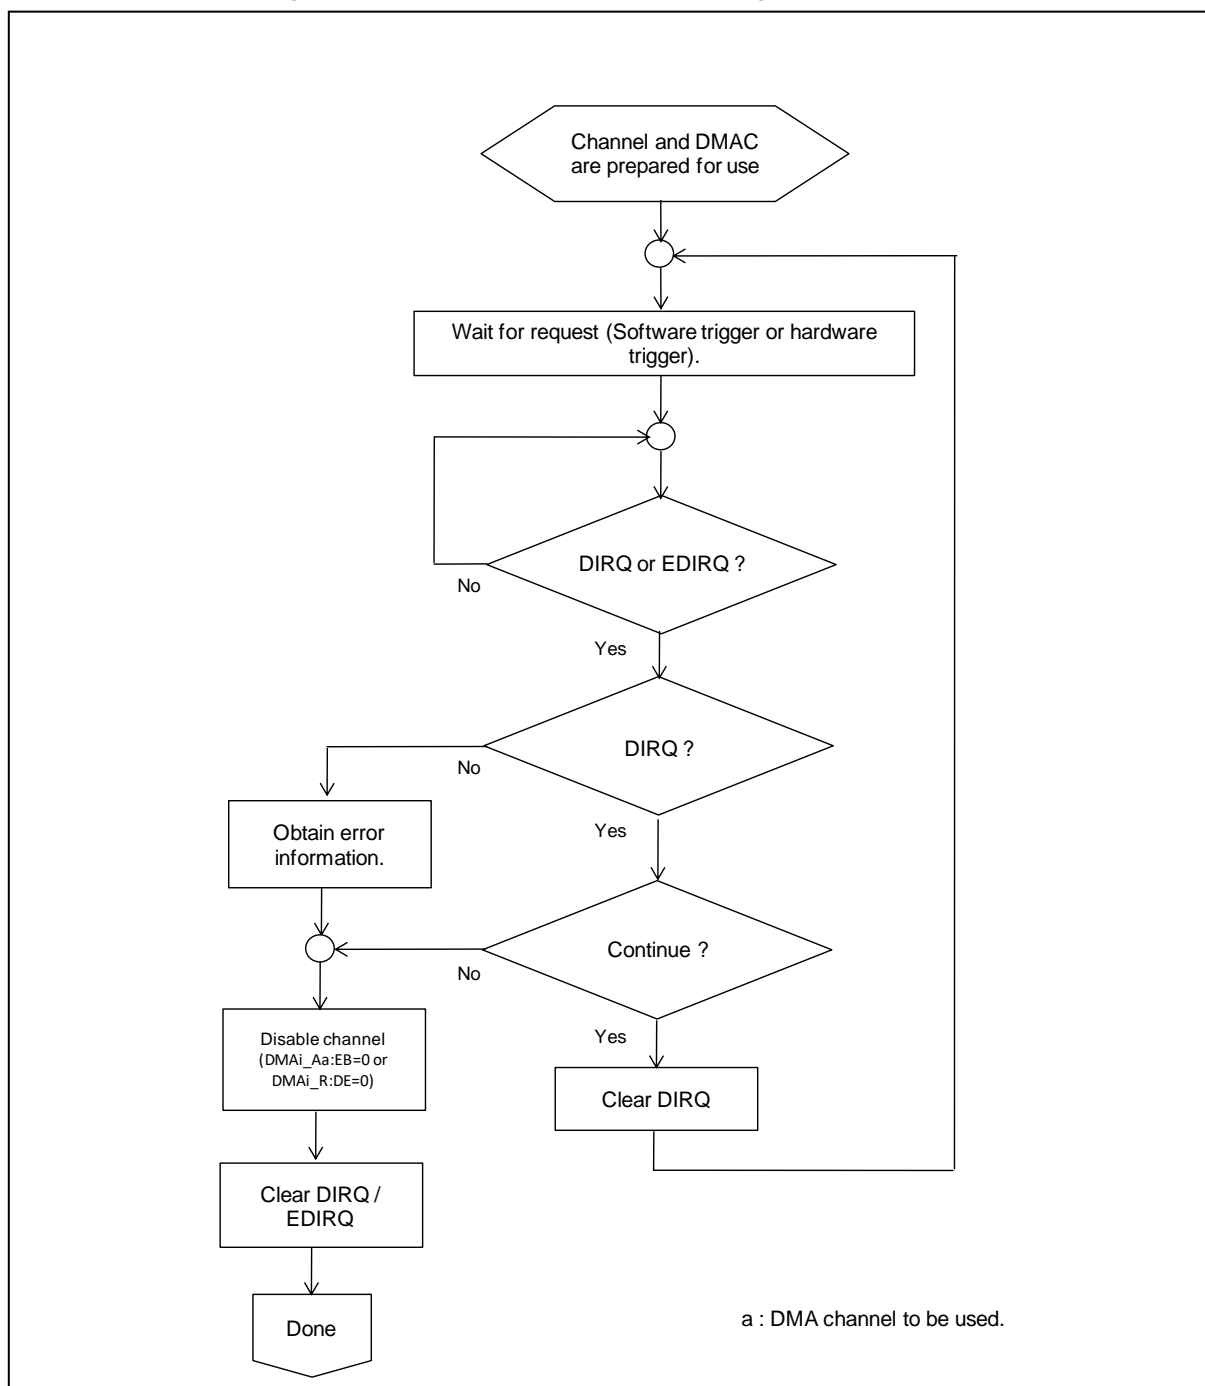 Channel and DMAC
are prepared for use
Wait for request (Software trigger or hardware
trigger).
DIRQ or EDIRQ ?
No
Yes
DIRQ ?
No
Yes
Obtain error
information.
Continue ?
No
Yes
Disable channel
(DMAi_Aa:EB=0 or
DMAi_R:DE=0)
Clear DIRQ
Clear DIRQ /
EDIRQ
Done
a : DMA channel to be used.